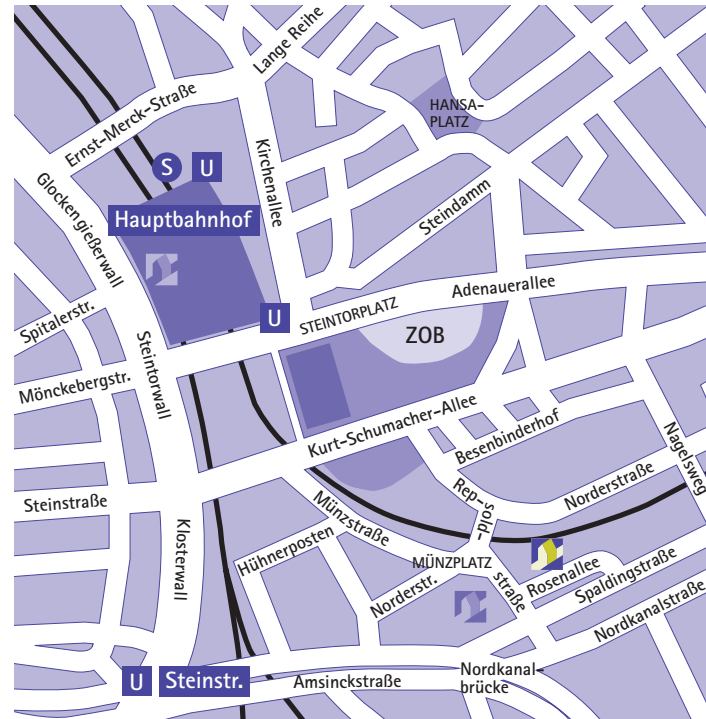 Lange Reihe
Ernst-Merck-Straße
HANSA-
PLATZ
Kirchenallee
S
U
Glockengießerwall
Hauptbahnhof
Steindamm
Adenauerallee
Spitalerstr.
U
STEINTORPLATZ
ZOB
Steintorwall
Mönckebergstr.
Kurt-Schumacher-Allee
Besenbinderhof
Nagelsweg
Steinstraße
Klosterwall
Münzstraße
Rep-sold-
straße
Norderstraße
Hühnerposten
MÜNZPLATZ
Norderstr.
Rosenallee
Spaldingstraße
Nordkanalstraße
U
Steinstr.
Amsinckstraße
Nordkanal-
brücke